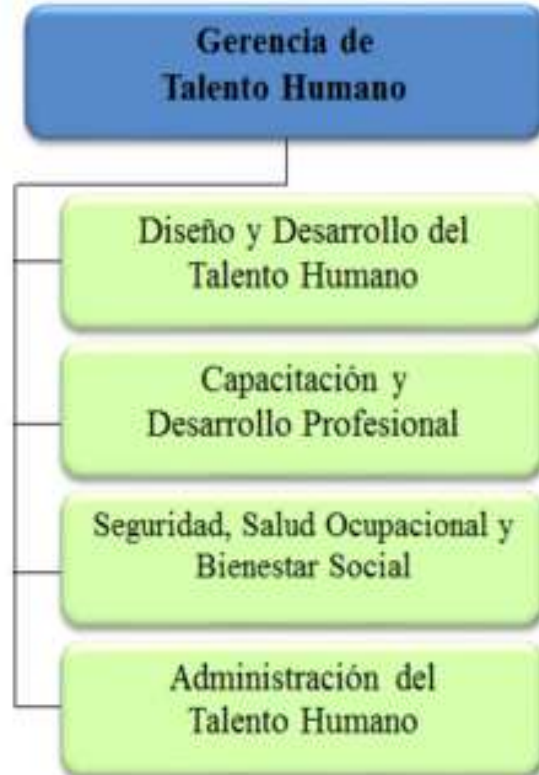 Gerencia de
Talento Humano
Diseño y Desarrollo del
Talento Humano
Capacitación y
Desarrollo Profesional
Seguridad, Salud Ocupacional y
Bienestar Social
Administración del
Talento Humano